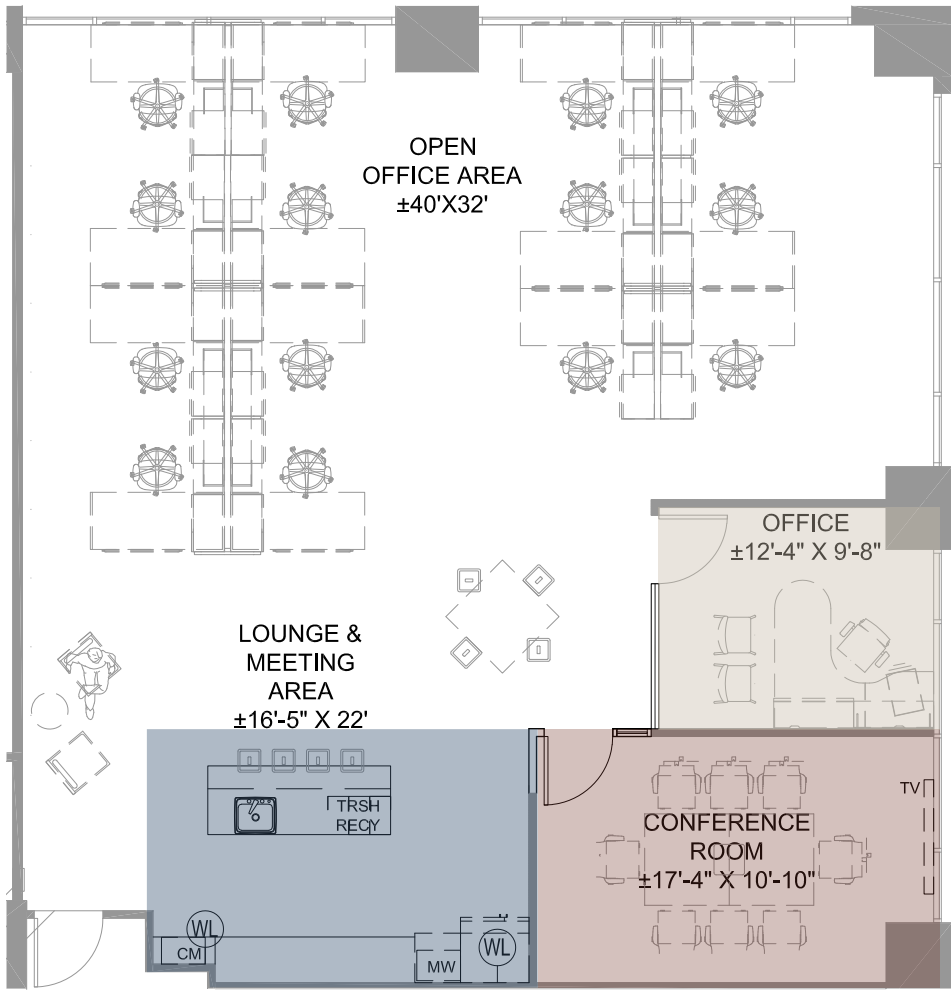 OPEN
OFFICE AREA
±40'X32'
OFFICE
±12'-4" X 9'-8"
LOUNGE &
MEETING
AREA
±16'-5" X 22'
TRSH
RECY
TV
CONFERENCE
ROOM
±17'-4" X 10'-10"
WL
CM
WL
MW